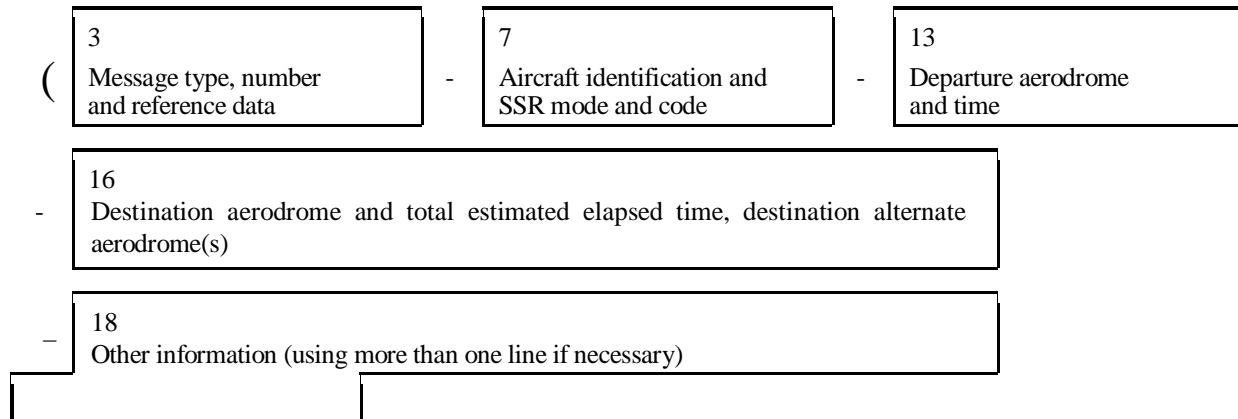 3 7 13
( Message type, number - Aircraft identification and - Departure aerodrome
and reference data SSR mode and code and time
16
- Destination aerodrome and total estimated elapsed time, destination alternate
aerodrome(s)
18
– Other information (using more than one line if necessary)